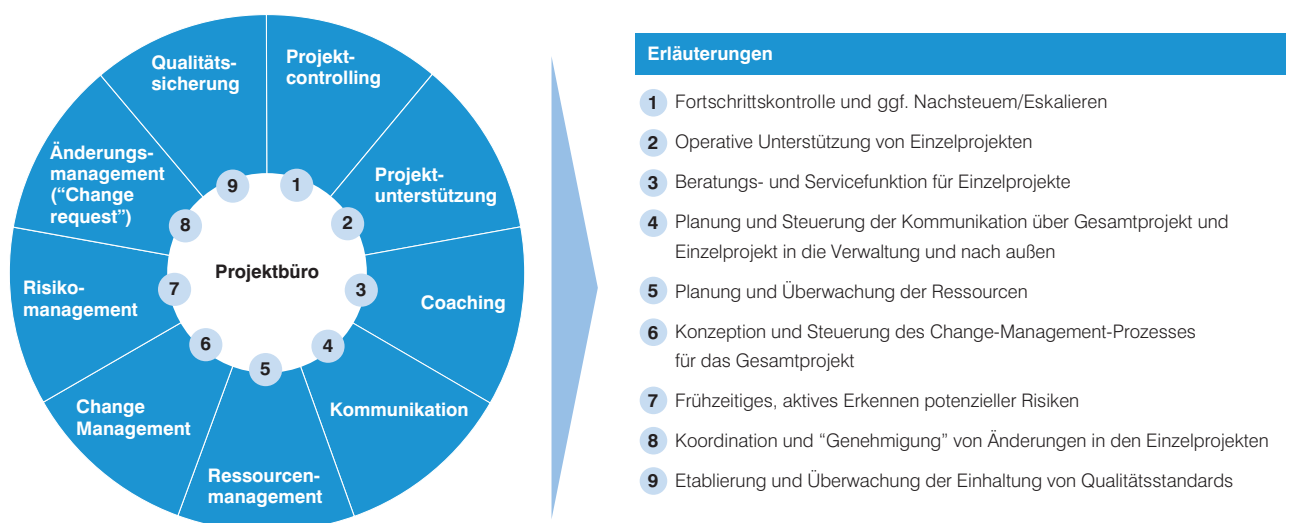 Qualitäts-
sicherung
Projekt-
controlling
Änderungs-
management
(“Change
request”)
Projekt-
unterstützung
9
1
8
2
Projektbüro
Risiko-
management
7
3
Coaching
6
4
5
Change
Management
Kommunikation
Ressourcen-
management
Erläuterungen
1 Fortschrittskontrolle und ggf. Nachsteuem/Eskalieren
2 Operative Unterstützung von Einzelprojekten
3 Beratungs- und Servicefunktion für Einzelprojekte
4 Planung und Steuerung der Kommunikation über Gesamtprojekt und
Einzelprojekt in die Verwaltung und nach außen
5 Planung und Überwachung der Ressourcen
6 Konzeption und Steuerung des Change-Management-Prozesses
für das Gesamtprojekt
7 Frühzeitiges, aktives Erkennen potenzieller Risiken
8 Koordination und “Genehmigung” von Änderungen in den Einzelprojekten
9 Etablierung und Überwachung der Einhaltung von Qualitätsstandards